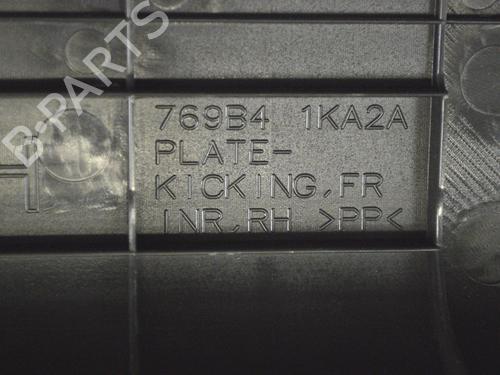 B-PARTS
769B4 1KA2A
PLATE-
KICKING,FR
INR,RH >PP<